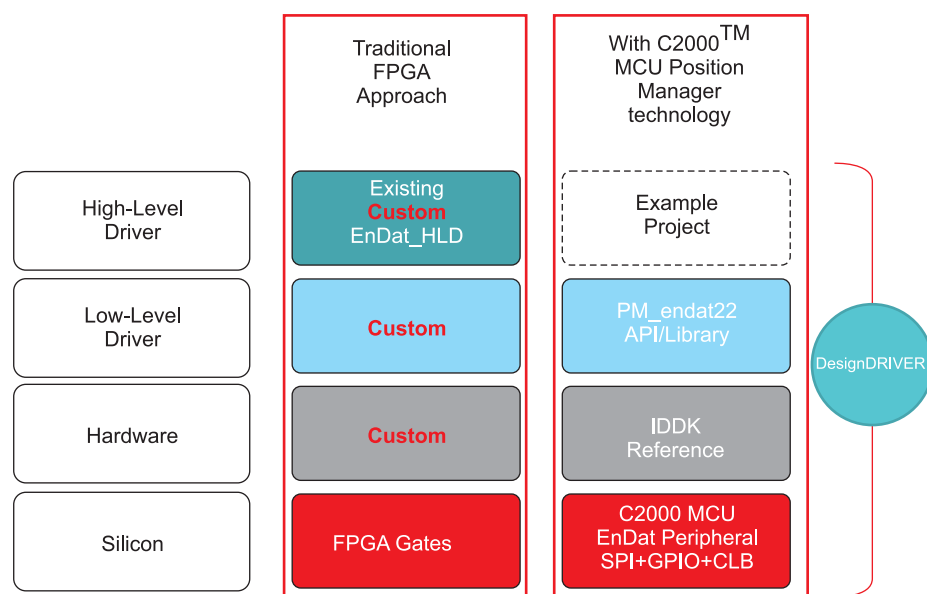 Traditional
FPGA
Approach
With C2000™
MCU Position
Manager
technology
High-Level
Driver
Existing
Custom
EnDat_HLD
Example
Project
Low-Level
Driver
Custom
PM_endat22
API/Library
DesignDRIVER
Hardware
Custom
IDDK
Reference
Silicon
FPGA Gates
C2000 MCU
EnDat Peripheral
SPI+GPIO+CLB